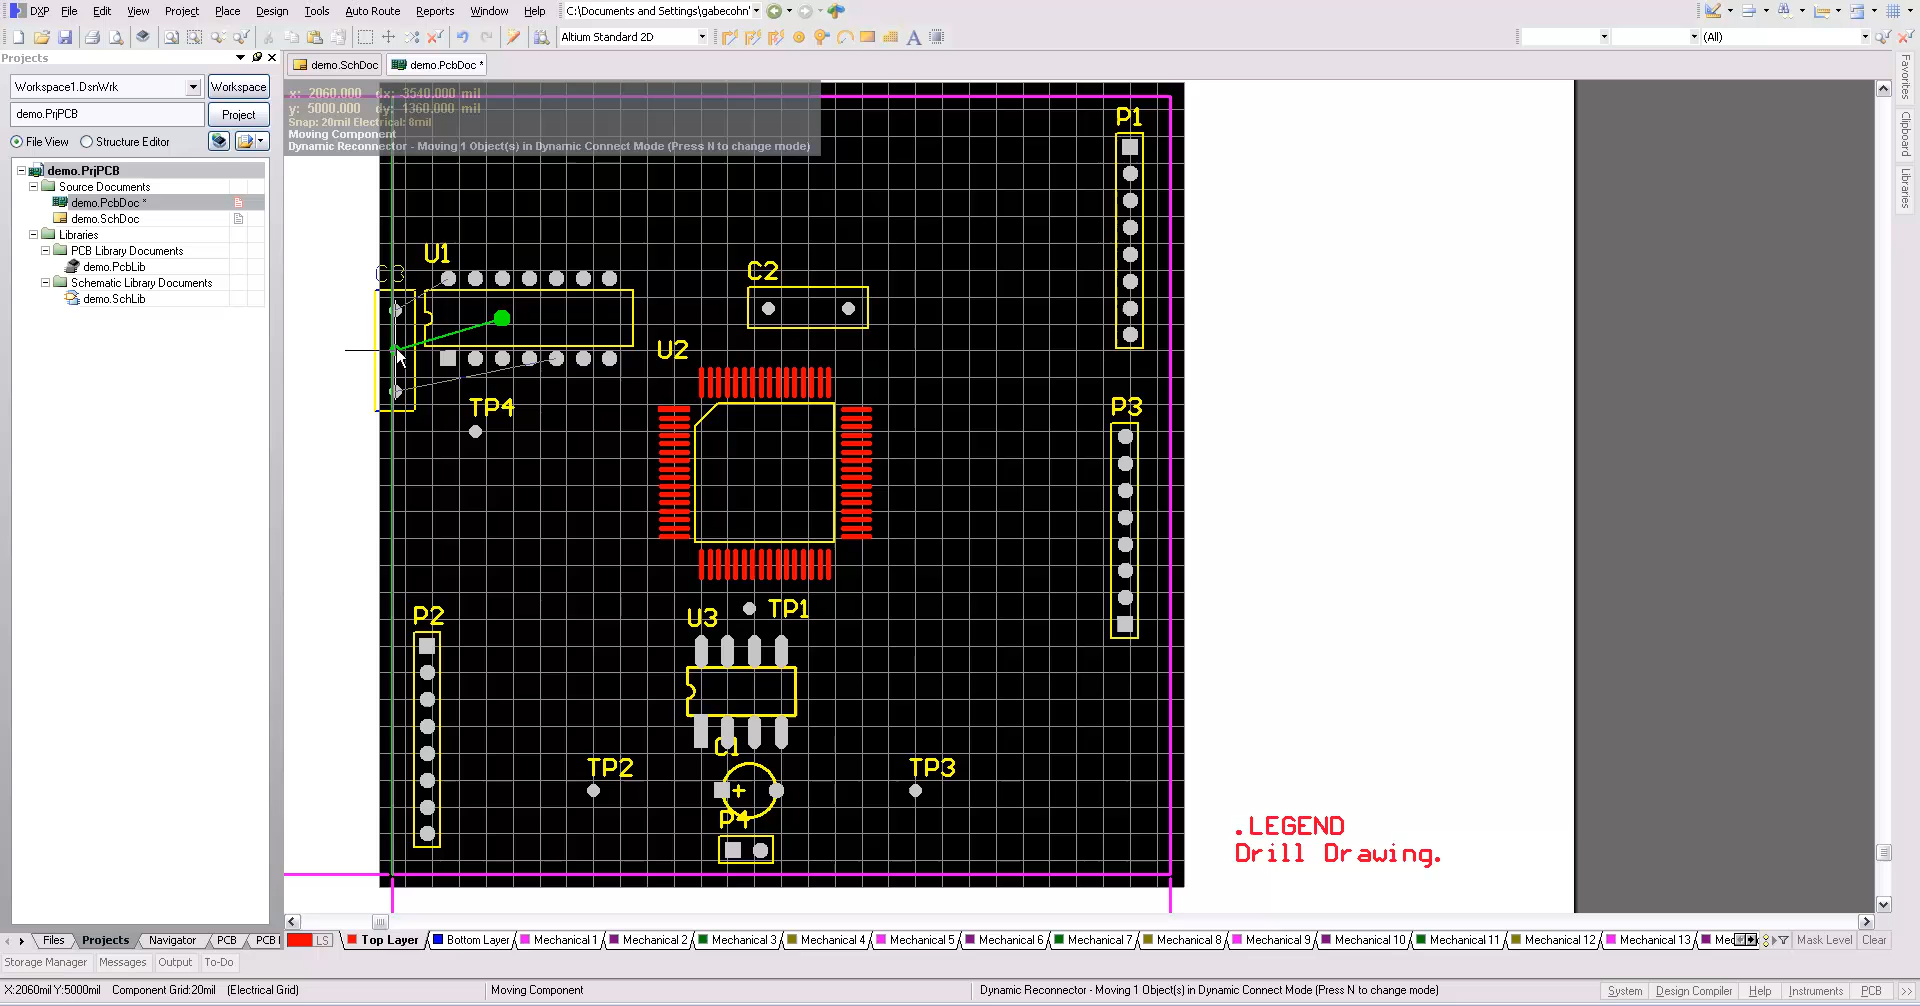 DXP File Edit View Project Place Design Tools Auto Route Reports Window Help C:\Documents and Settings\gabecohn'
Altium Standard 2D (All)
Projects
demo.SchDoc demo.PcbDoc *
Workspace1.DsnWrk Workspace
demo.PrjPCB Project
File View Structure Editor
demo.PrjPCB
Source Documents
demo.PcbDoc *
demo.SchDoc
Libraries
PCB Library Documents
demo.PcbLib
Schematic Library Documents
demo.SchLib
x: 2060.000 dx: -3540.000 mil
y: 5000.000 dy: 1360.000 mil
Snap: 20mil Electrical: 8mil
Moving Component
Dynamic Reconnector - Moving 1 Object(s) in Dynamic Connect Mode (Press N to change mode)
Favorites
Clipboard
Libraries
P1
U1
C3
C2
U2
TP4
P3
P2
TP1
U3
C1
TP2
TP3
P4
+
.LEGEND
Drill Drawing.
Files Projects Navigator PCB PCB LS Top Layer Bottom Layer Mechanical 1 Mechanical 2 Mechanical 3 Mechanical 4 Mechanical 5 Mechanical 6 Mechanical 7 Mechanical 8 Mechanical 9 Mechanical 10 Mechanical 11 Mechanical 12 Mechanical 13 Mask Level Clear
Storage Manager Messages Output To-Do
X:2060mil Y:5000mil Component Grid:20mil (Electrical Grid) Moving Component Dynamic Reconnector - Moving 1 Object(s) in Dynamic Connect Mode (Press N to change mode) System Design Compiler Help Instruments PCB >>